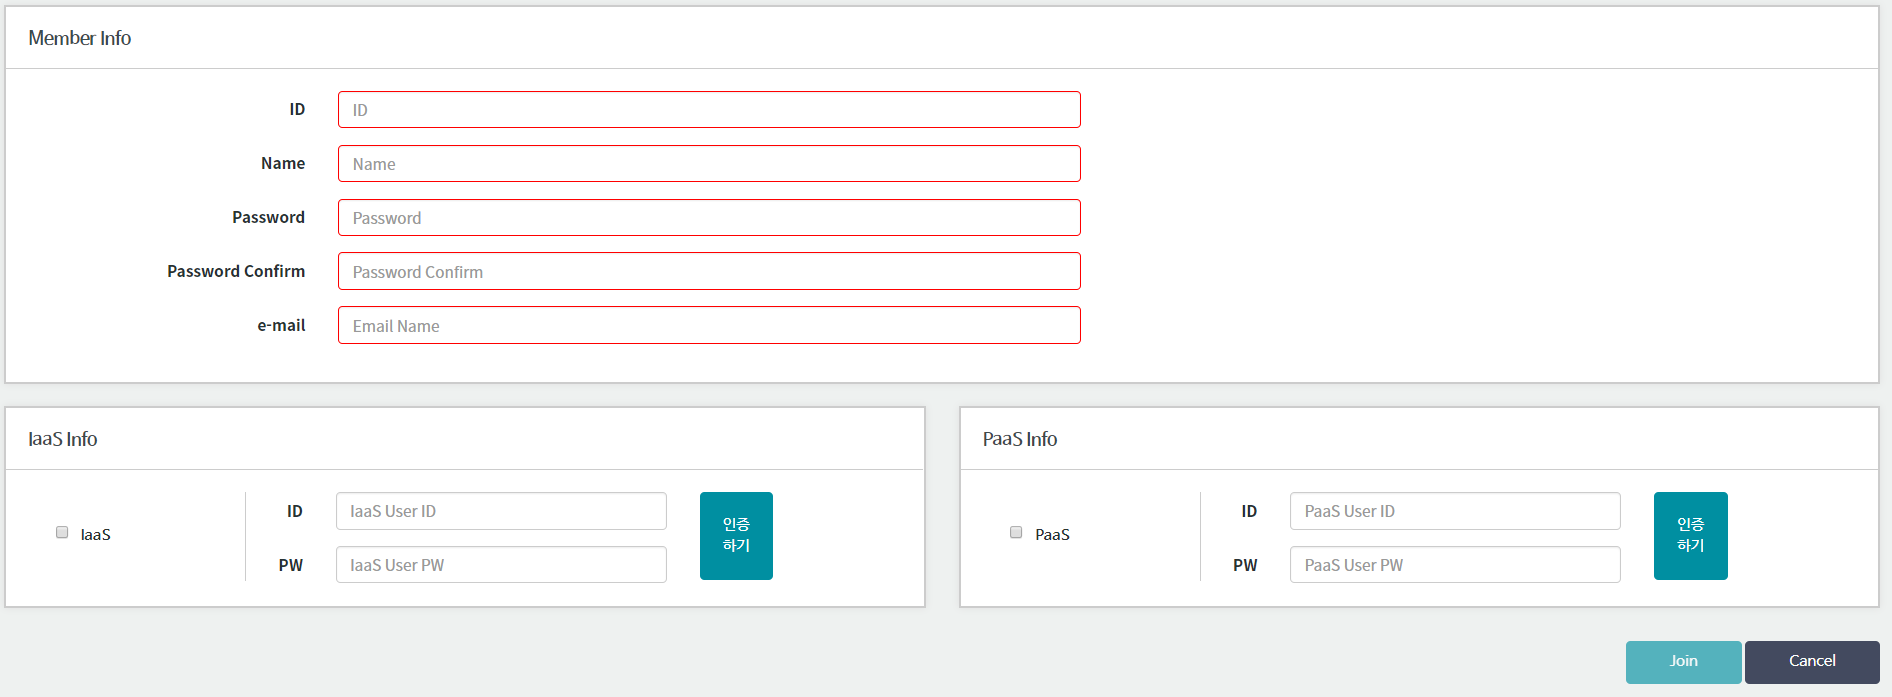 Member Info
ID
ID
Name
Name
Password
Password
Password Confirm
Password Confirm
e-mail
Email Name
IaaS Info
IaaS
ID
IaaS User ID
PW
IaaS User PW
인증
하기
PaaS Info
PaaS
ID
PaaS User ID
PW
PaaS User PW
인증
하기
Join
Cancel